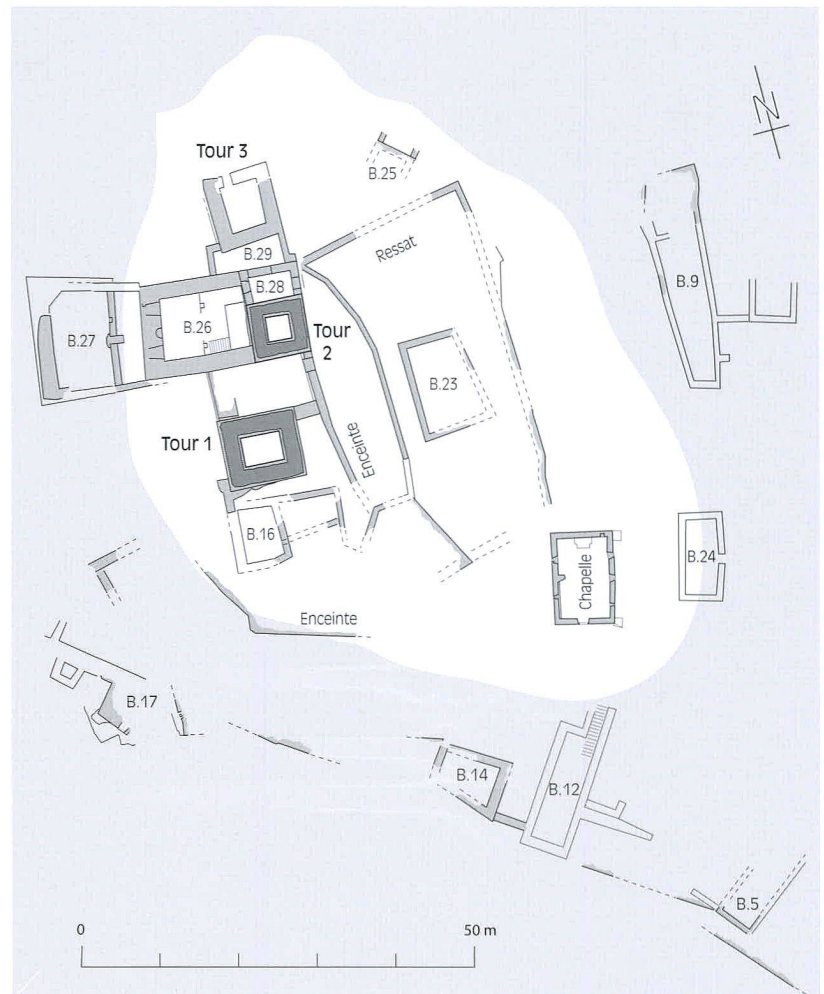 N
Tour 3
B.25
B.29
Ressat
B.28
B.9
B.26
B.27
Tour
2
B.23
Tour 1
Enceinte
B.16
B.24
Chapelle
Enceinte
B.17
B.14
B.12
B.5
0
50 m